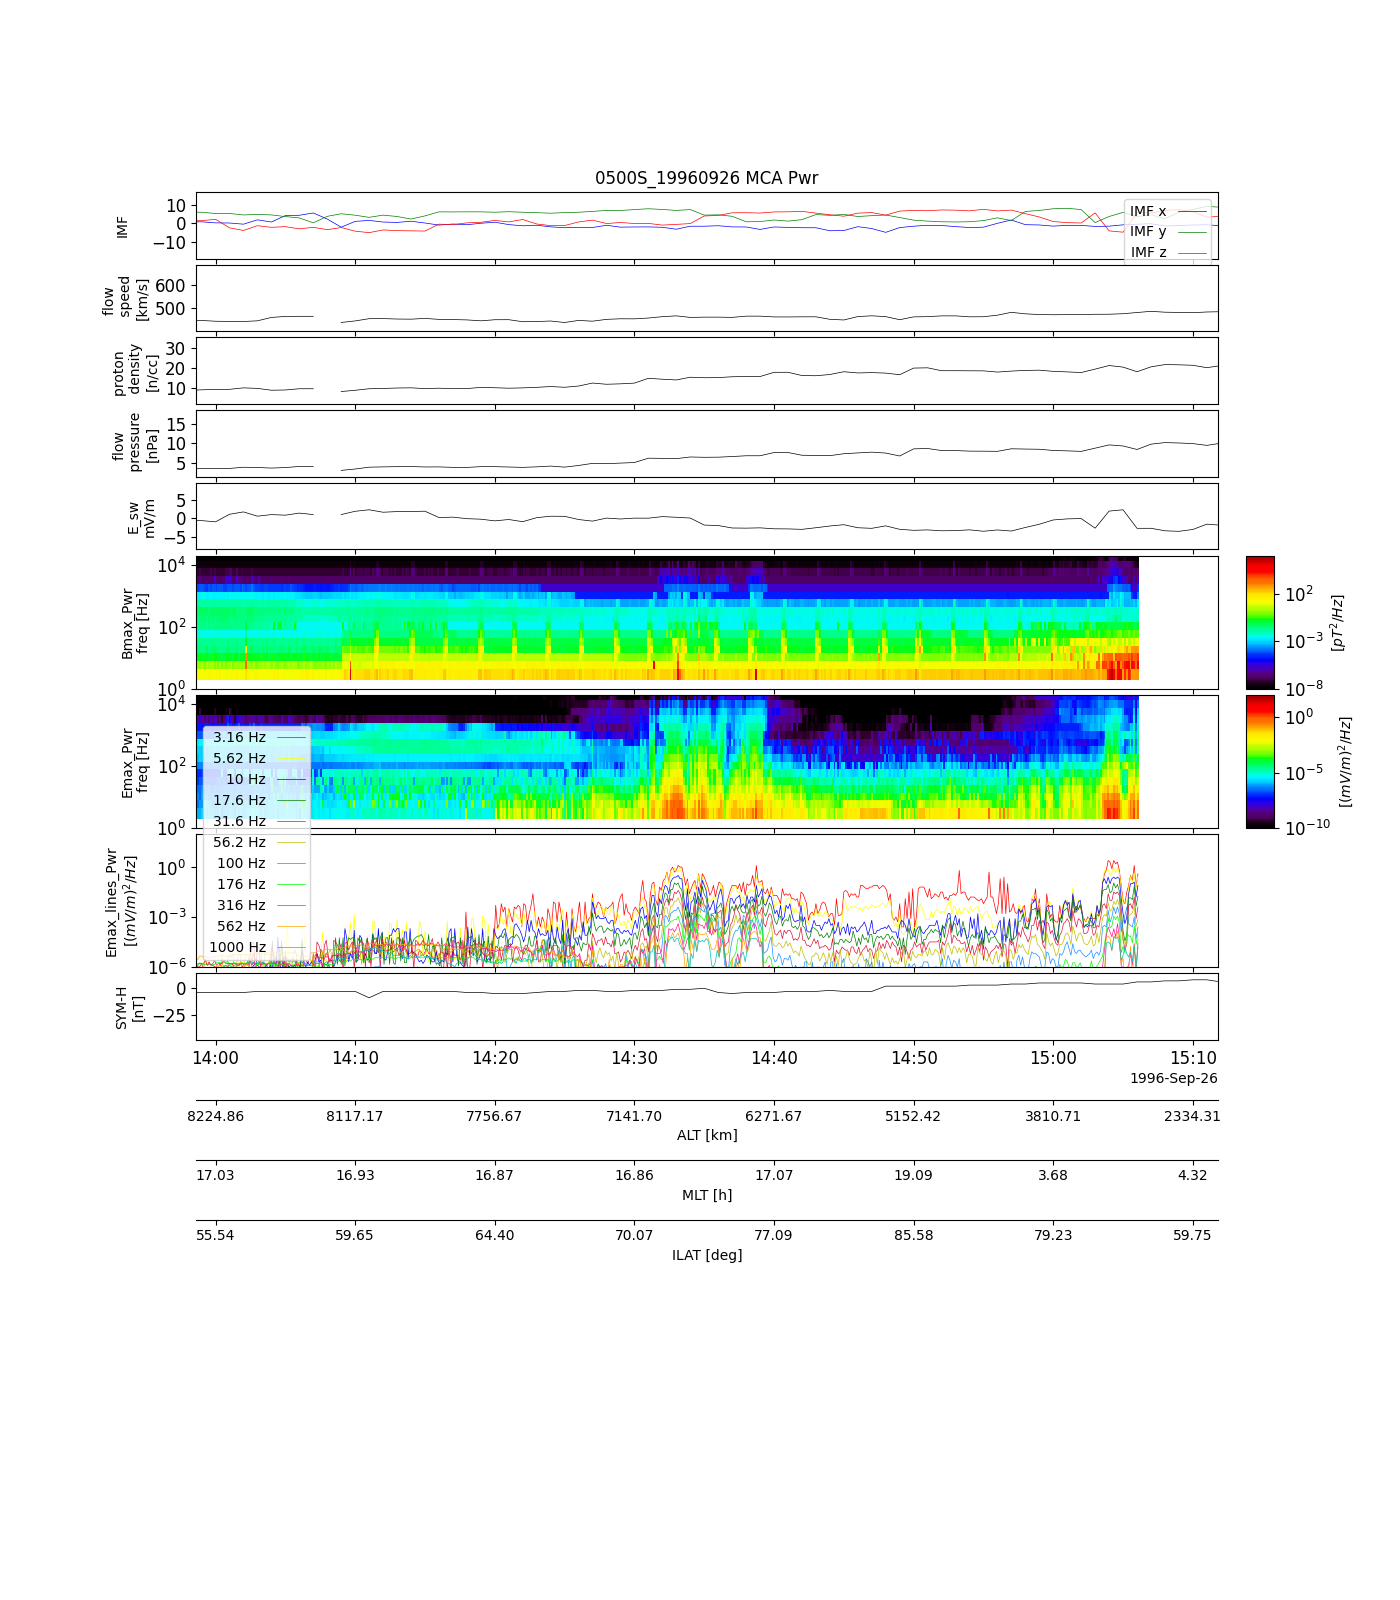 0500S_19960926 MCA Pwr
IMF
10
0
−10
IMF x
IMF y
IMF z
flow
speed
[km/s]
600
500
proton
density
[n/cc]
30
20
10
flow
pressure
[nPa]
15
10
5
E_sw
mV/m
5
0
−5
Bmax_Pwr
freq [Hz]
10^4
10^2
10^0
10^2
10^−3
10^−8
[pT^2/Hz]
Emax_Pwr
freq [Hz]
10^4
10^2
10^0
10^0
10^−5
10^−10
[(mV/m)^2/Hz]
3.16 Hz
5.62 Hz
10 Hz
17.6 Hz
31.6 Hz
56.2 Hz
100 Hz
176 Hz
316 Hz
562 Hz
1000 Hz
Emax_lines_Pwr
[(mV/m)^2/Hz]
10^0
10^−3
10^−6
SYM-H
[nT]
0
−25
14:00 14:10 14:20 14:30 14:40 14:50 15:00 15:10
1996-Sep-26
8224.86 8117.17 7756.67 7141.70 6271.67 5152.42 3810.71 2334.31
ALT [km]
17.03 16.93 16.87 16.86 17.07 19.09 3.68 4.32
MLT [h]
55.54 59.65 64.40 70.07 77.09 85.58 79.23 59.75
ILAT [deg]